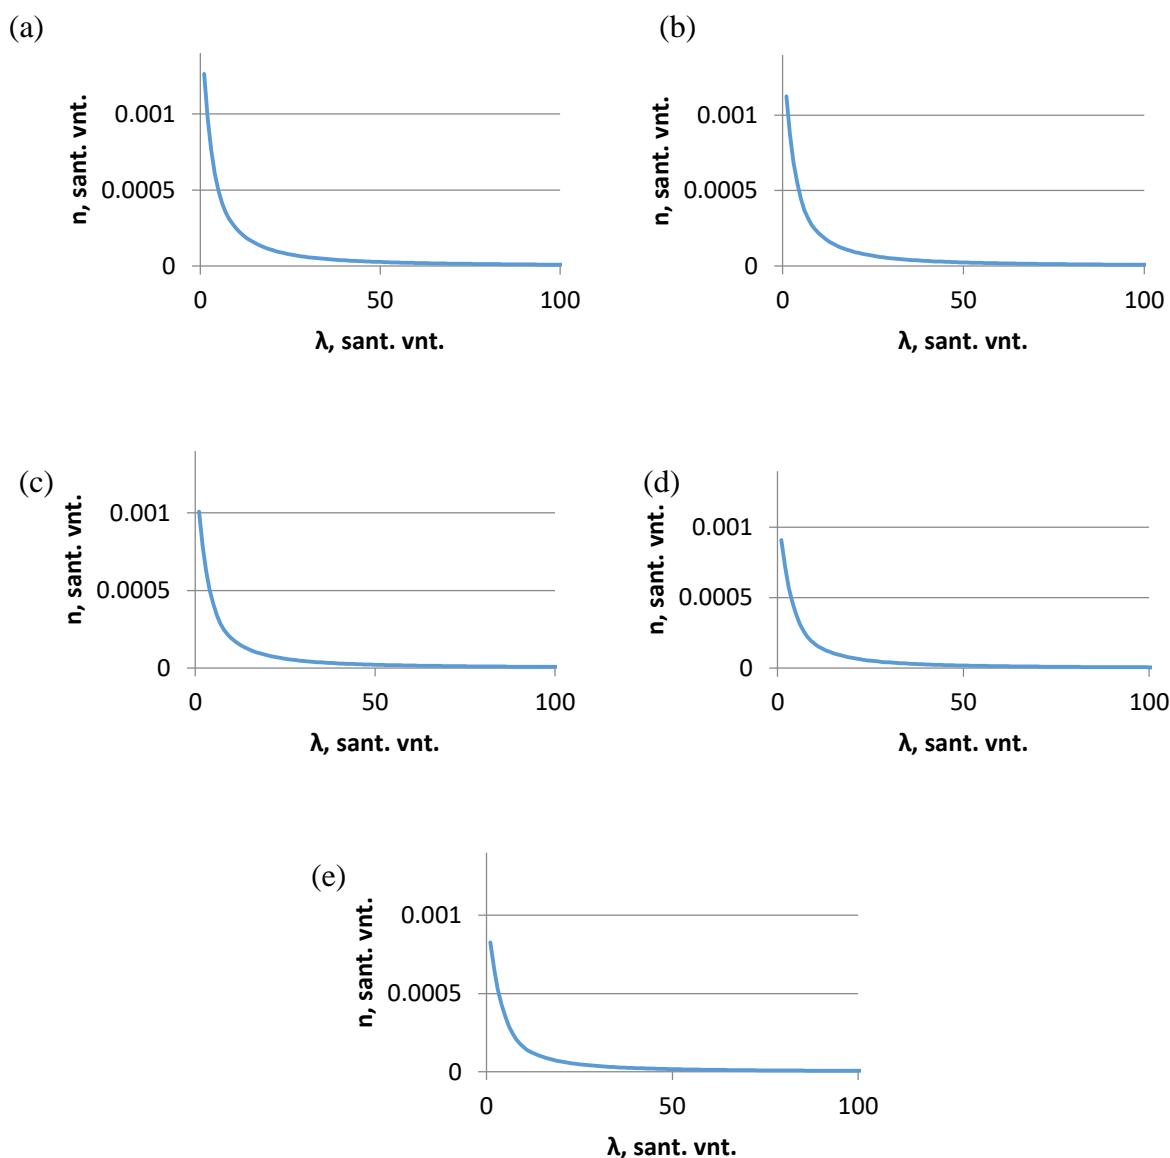 (a)
n, sant. vnt.
0.001
0.0005
0
0 50 100
λ, sant. vnt.
(b)
n, sant. vnt.
0.001
0.0005
0
0 50 100
λ, sant. vnt.
(c)
n, sant. vnt.
0.001
0.0005
0
0 50 100
λ, sant. vnt.
(d)
n, sant. vnt.
0.001
0.0005
0
0 50 100
λ, sant. vnt.
(e)
n, sant. vnt.
0.001
0.0005
0
0 50 100
λ, sant. vnt.